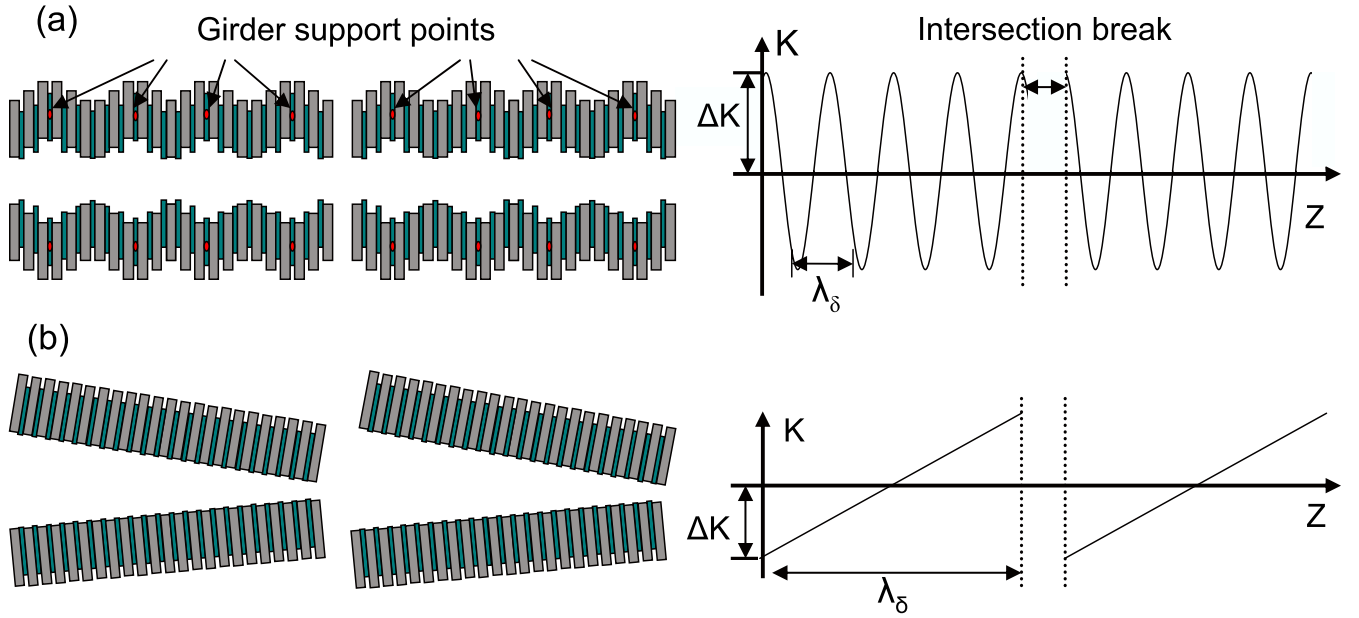 (a)
Girder support points
Intersection break
K
ΔK
Z
λδ
(b)
K
ΔK
Z
λδ